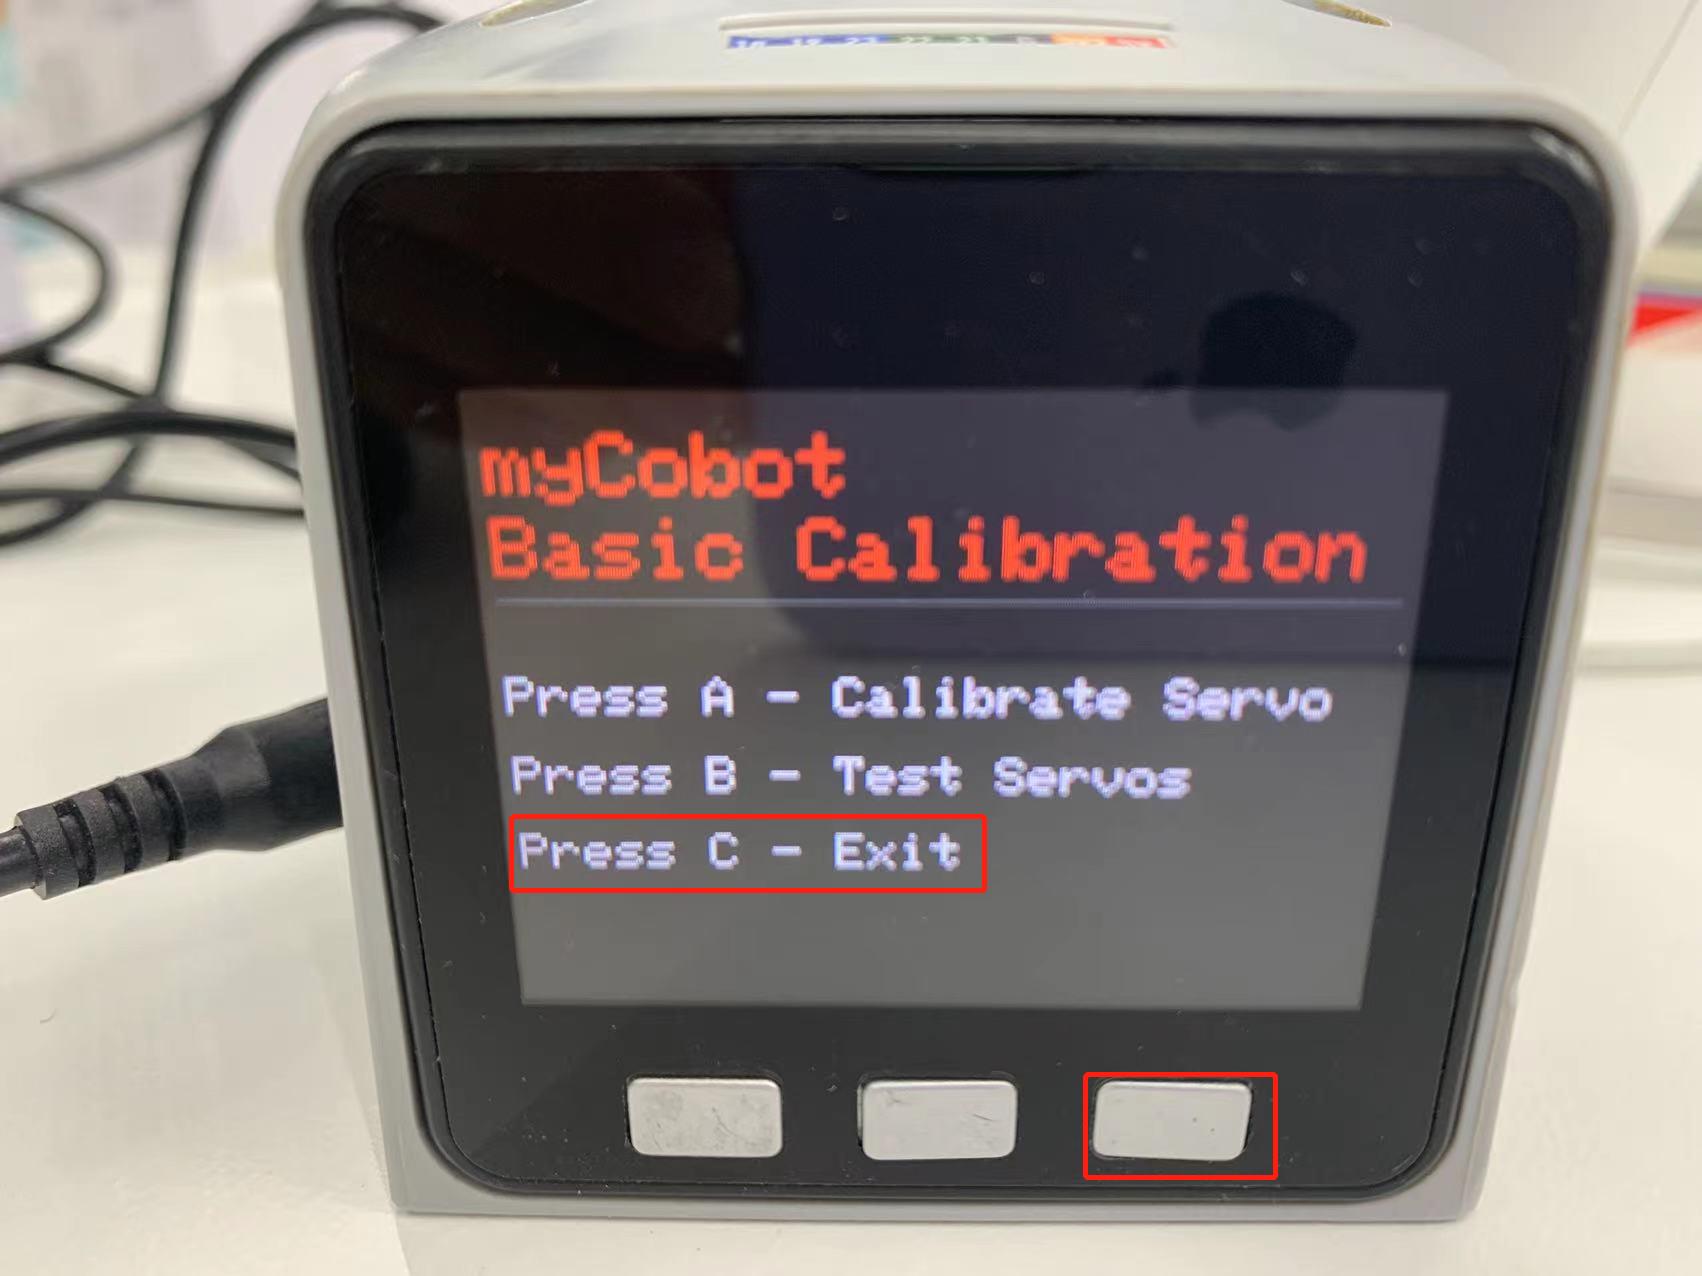 myCobot
Basic Calibration
Press A - Calibrate Servo
Press B - Test Servos
Press C - Exit